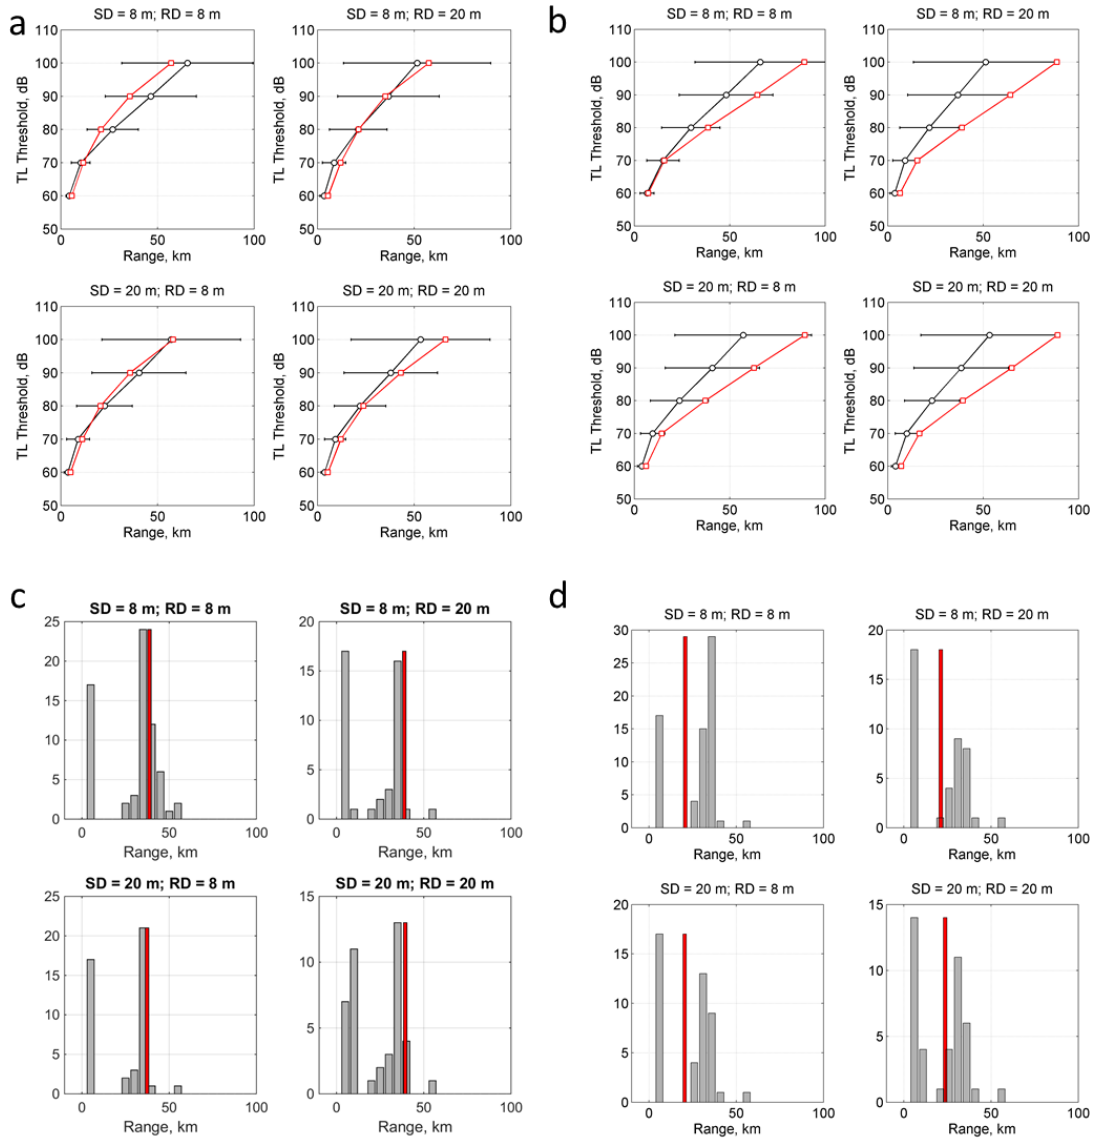 a
SD = 8 m; RD = 8 m
SD = 8 m; RD = 20 m
TL Threshold, dB
110
100
90
80
70
60
50
0 50 100
Range, km
TL Threshold, dB
110
100
90
80
70
60
50
0 50 100
Range, km
SD = 20 m; RD = 8 m
SD = 20 m; RD = 20 m
TL Threshold, dB
110
100
90
80
70
60
50
0 50 100
Range, km
TL Threshold, dB
110
100
90
80
70
60
50
0 50 100
Range, km
b
SD = 8 m; RD = 8 m
SD = 8 m; RD = 20 m
TL Threshold, dB
110
100
90
80
70
60
50
0 50 100
Range, km
TL Threshold, dB
110
100
90
80
70
60
50
0 50 100
Range, km
SD = 20 m; RD = 8 m
SD = 20 m; RD = 20 m
TL Threshold, dB
110
100
90
80
70
60
50
0 50 100
Range, km
TL Threshold, dB
110
100
90
80
70
60
50
0 50 100
Range, km
c
SD = 8 m; RD = 8 m
SD = 8 m; RD = 20 m
25
20
15
10
5
0
0 50 100
Range, km
20
15
10
5
0
0 50 100
Range, km
SD = 20 m; RD = 8 m
SD = 20 m; RD = 20 m
25
20
15
10
5
0
0 50 100
Range, km
15
10
5
0
0 50 100
Range, km
d
SD = 8 m; RD = 8 m
SD = 8 m; RD = 20 m
30
25
20
15
10
5
0
0 50 100
Range, km
20
15
10
5
0
0 50 100
Range, km
SD = 20 m; RD = 8 m
SD = 20 m; RD = 20 m
20
15
10
5
0
0 50 100
Range, km
15
10
5
0
0 50 100
Range, km